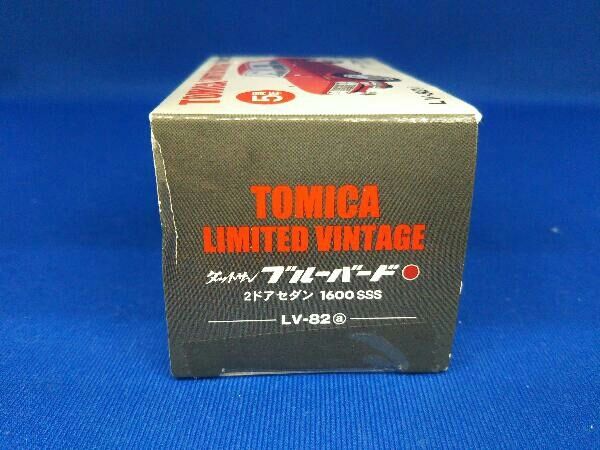 TOMICA
LIMITED VINTAGE
ダットサン ブルーバード
2ドアセダン 1600 SSS
LV-82 ⓐ